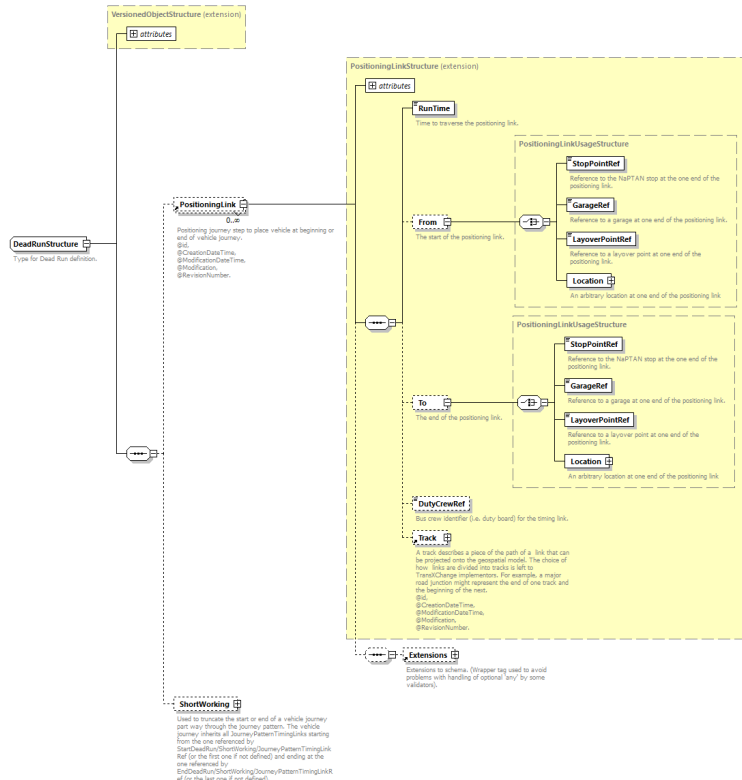 VersionedObjectStructure (extension)
attributes
PositioningLinkStructure (extension)
attributes
RunTime
Time to traverse the positioning link.
PositioningLinkUsageStructure
StopPointRef
Reference to the NaPTAN stop at the one end of the
positioning link.
GarageRef
Reference to a garage at one end of the positioning link.
LayoverPointRef
Reference to a layover point at one end of the
positioning link.
Location
An arbitrary location at one end of the positioning link
From
The start of the positioning link.
PositioningLink
0..∞
Positioning journey step to place vehicle at beginning or
end of vehicle journey.
@id,
@CreationDateTime,
@ModificationDateTime,
@Modification,
@RevisionNumber.
DeadRunStructure
Type for Dead Run definition.
PositioningLinkUsageStructure
StopPointRef
Reference to the NaPTAN stop at the one end of the
positioning link.
GarageRef
Reference to a garage at one end of the positioning link.
LayoverPointRef
Reference to a layover point at one end of the
positioning link.
Location
An arbitrary location at one end of the positioning link
To
The end of the positioning link.
DutyCrewRef
Bus crew identifier (i.e. duty board) for the timing link.
Track
A track describes a piece of the path of a link that can
be projected onto the geospatial model. The choice of
how links are divided into tracks is left to
TransXChange implementors. For example, a major
road junction might represent the end of one track and
the beginning of the next.
@id,
@CreationDateTime,
@ModificationDateTime,
@Modification,
@RevisionNumber.
Extensions
Extensions to schema. (Wrapper tag used to avoid
problems with handling of optional 'any' by some
validators).
ShortWorking
Used to truncate the start or end of a vehicle journey
part way through the journey pattern. The vehicle
journey inherits all JourneyPatternTimingLinks starting
from the one referenced by
StartDeadRun/ShortWorking/JourneyPatternTimingLink
Ref (or the first one if not defined) and ending at the
one referenced by
EndDeadRun/ShortWorking/JourneyPatternTimingLinkR
ef (or the last one if not defined).